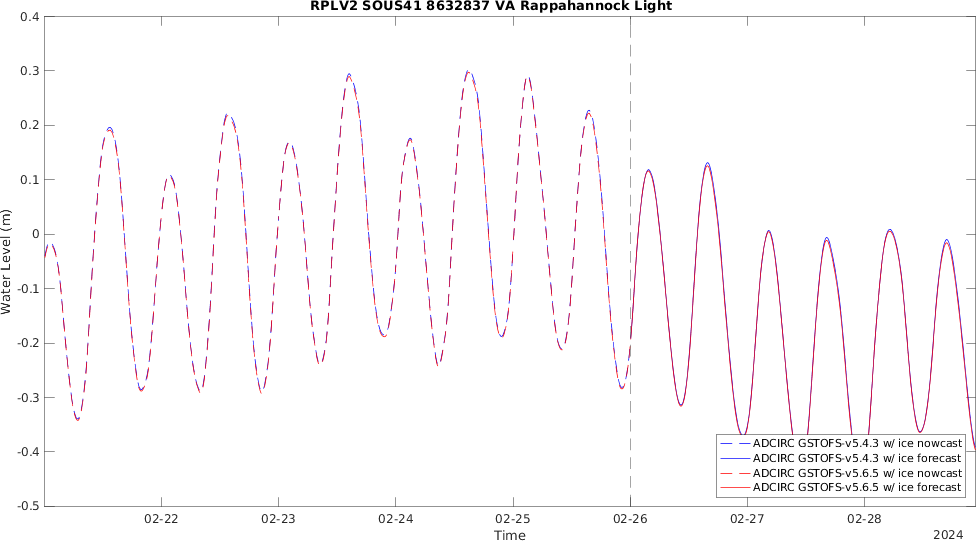 RPLV2 SOUS41 8632837 VA Rappahannock Light
0.4
0.3
0.2
0.1
0
-0.1
-0.2
-0.3
-0.4
-0.5
Water Level (m)
02-22
02-23
02-24
02-25
02-26
02-27
02-28
Time
2024
ADCIRC GSTOFS-v5.4.3 w/ ice nowcast
ADCIRC GSTOFS-v5.4.3 w/ ice forecast
ADCIRC GSTOFS-v5.6.5 w/ ice nowcast
ADCIRC GSTOFS-v5.6.5 w/ ice forecast